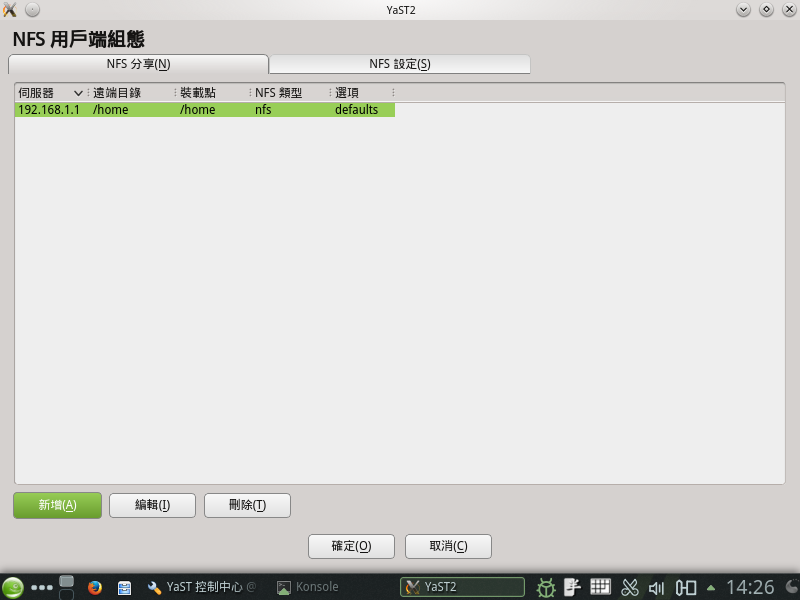 YaST2
NFS 用戶端組態
NFS 分享(N) NFS 設定(S)
伺服器 遠端目錄 裝載點 NFS 類型 選項
192.168.1.1 /home /home nfs defaults
新增(A) 編輯(I) 刪除(T)
確定(O) 取消(C)
YaST 控制中心 @ Konsole YaST2 14:26